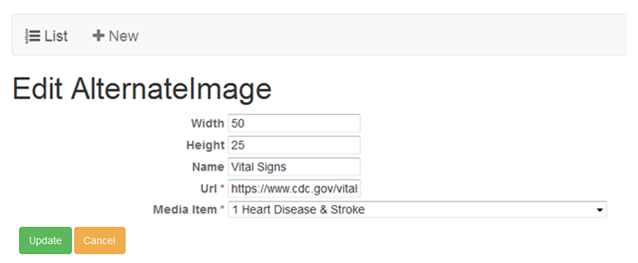 List New
Edit AlternateImage
Width 50
Height 25
Name Vital Signs
Url * https://www.cdc.gov/vital
Media Item * 1 Heart Disease & Stroke
Update Cancel